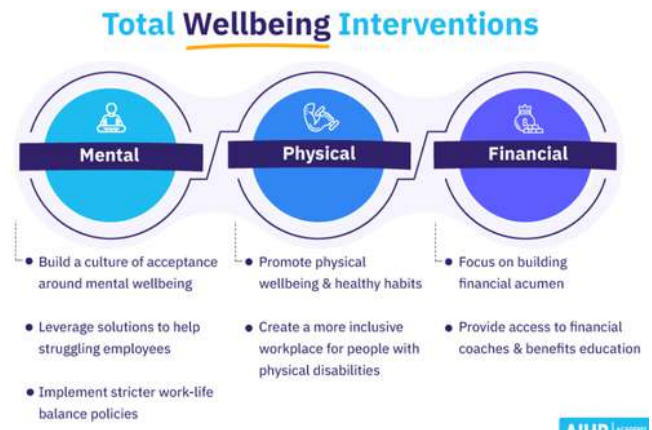 Total Wellbeing Interventions
Mental
Physical
Financial
Build a culture of acceptance
around mental wellbeing
Leverage solutions to help
struggling employees
Implement stricter work-life
balance policies
Promote physical
wellbeing & healthy habits
Create a more inclusive
workplace for people with
physical disabilities
Focus on building
financial acumen
Provide access to financial
coaches & benefits education